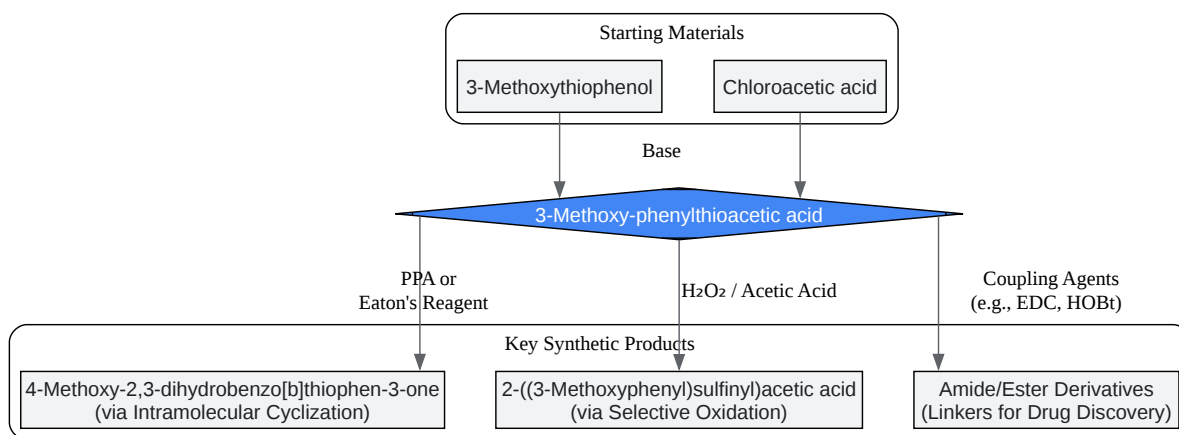 Starting Materials
3-Methoxythiophenol
Chloroacetic acid
Base
3-Methoxy-phenylthioacetic acid
PPA or
Eaton's Reagent
H₂O₂ / Acetic Acid
Coupling Agents
(e.g., EDC, HOBt)
Key Synthetic Products
4-Methoxy-2,3-dihydrobenzo[b]thiophen-3-one
(via Intramolecular Cyclization)
2-((3-Methoxyphenyl)sulfinyl)acetic acid
(via Selective Oxidation)
Amide/Ester Derivatives
(Linkers for Drug Discovery)